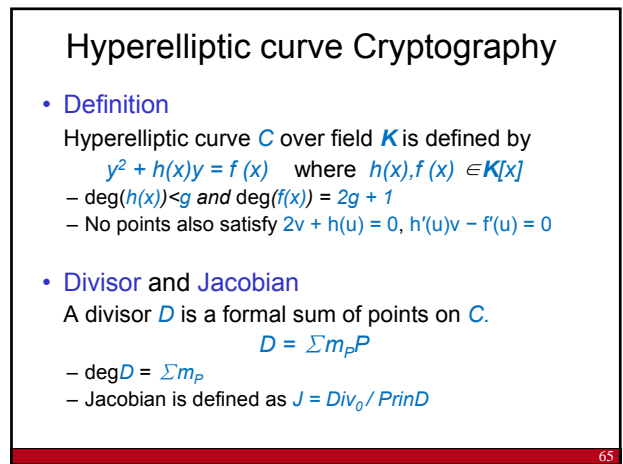 Hyperelliptic curve Cryptography
• Definition
Hyperelliptic curve C over field K is defined by
y² + h(x)y = f (x) where h(x),f (x) ∈K[x]
– deg(h(x))<g and deg(f(x)) = 2g + 1
– No points also satisfy 2v + h(u) = 0, h′(u)v − f′(u) = 0
• Divisor and Jacobian
A divisor D is a formal sum of points on C.
D = Σm_P P
– degD = Σm_P
– Jacobian is defined as J = Div₀ / PrinD
65